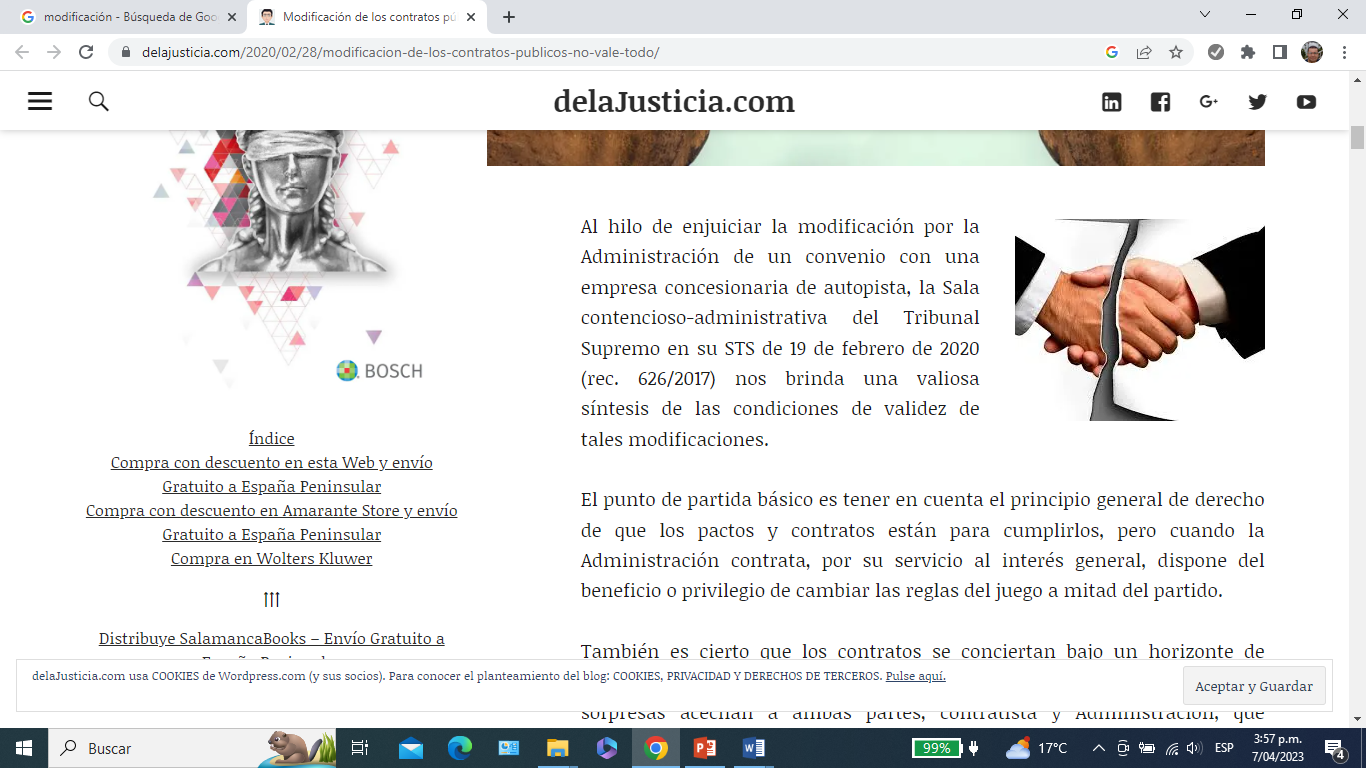 modificación - Búsqueda de Goo
Modificación de los contratos pú
delajusticia.com/2020/02/28/modificacion-de-los-contratos-publicos-no-vale-todo/
delaJusticia.com
BOSCH
Índice
Compra con descuento en esta Web y envío
Gratuito a España Peninsular
Compra con descuento en Amarante Store y envío
Gratuito a España Peninsular
Compra en Wolters Kluwer
Distribuye SalamancaBooks – Envío Gratuito a
Al hilo de enjuiciar la modificación por la
Administración de un convenio con una
empresa concesionaria de autopista, la Sala
contencioso-administrativa del Tribunal
Supremo en su STS de 19 de febrero de 2020
(rec. 626/2017) nos brinda una valiosa
síntesis de las condiciones de validez de
tales modificaciones.
El punto de partida básico es tener en cuenta el principio general de derecho
de que los pactos y contratos están para cumplirlos, pero cuando la
Administración contrata, por su servicio al interés general, dispone del
beneficio o privilegio de cambiar las reglas del juego a mitad del partido.
También es cierto que los contratos se conciertan bajo un horizonte de
sorpresas acechan a ambas partes, contratista y Administración, que
delaJusticia.com usa COOKIES de Wordpress.com (y sus socios). Para conocer el planteamiento del blog: COOKIES, PRIVACIDAD Y DERECHOS DE TERCEROS. Pulse aquí.
Aceptar y Guardar
Buscar
99%
17°C
ESP
3:57 p.m.
7/04/2023
4